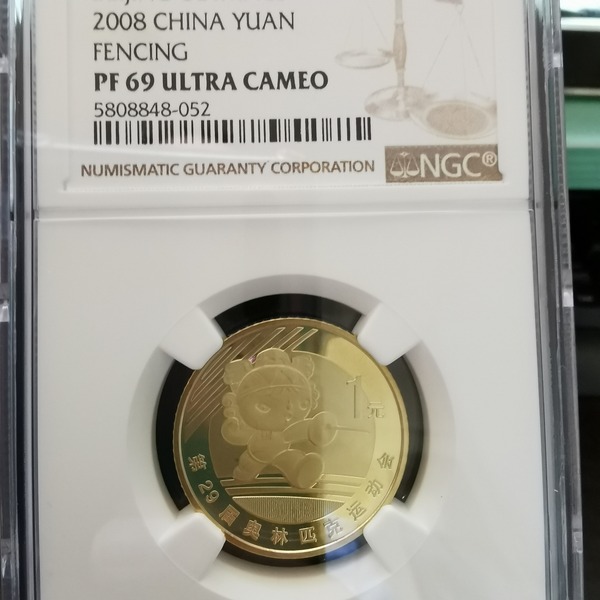 2008 CHINA YUAN
FENCING
PF 69 ULTRA CAMEO
5808848-052
NUMISMATIC GUARANTY CORPORATION
NGC®
1元
第29届奥林匹克运动会